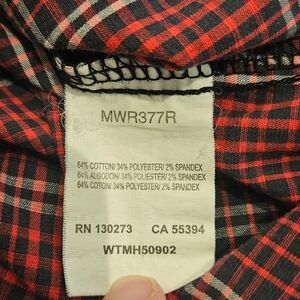 MWR377R
64% COTTON/ 34% POLYESTER/ 2% SPANDEX
64% ALGODON/ 34% POLIESTER/ 2% SPANDEX
64% COTON/ 34% POLYESTER/ 2% SPANDEX
RN 130273 CA 55394
WTMH50902